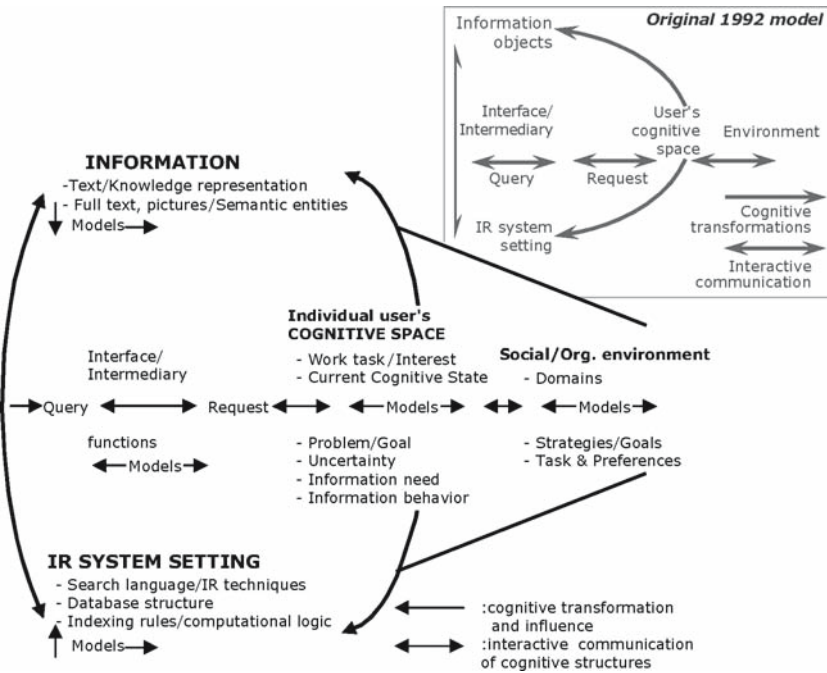 Original 1992 model
Information
objects
Interface/
Intermediary
User's
cognitive
space
Environment
Query
Request
IR system
setting
Cognitive
transformations
Interactive
communication
INFORMATION
-Text/Knowledge representation
- Full text, pictures/Semantic entities
Models
Individual user's
COGNITIVE SPACE
- Work task/Interest
- Current Cognitive State
Social/Org. environment
- Domains
Interface/
Intermediary
Query
Request
Models
Models
functions
Models
- Problem/Goal
- Uncertainty
- Information need
- Information behavior
- Strategies/Goals
- Task & Preferences
IR SYSTEM SETTING
- Search language/IR techniques
- Database structure
- Indexing rules/computational logic
Models
:cognitive transformation
and influence
:interactive communication
of cognitive structures